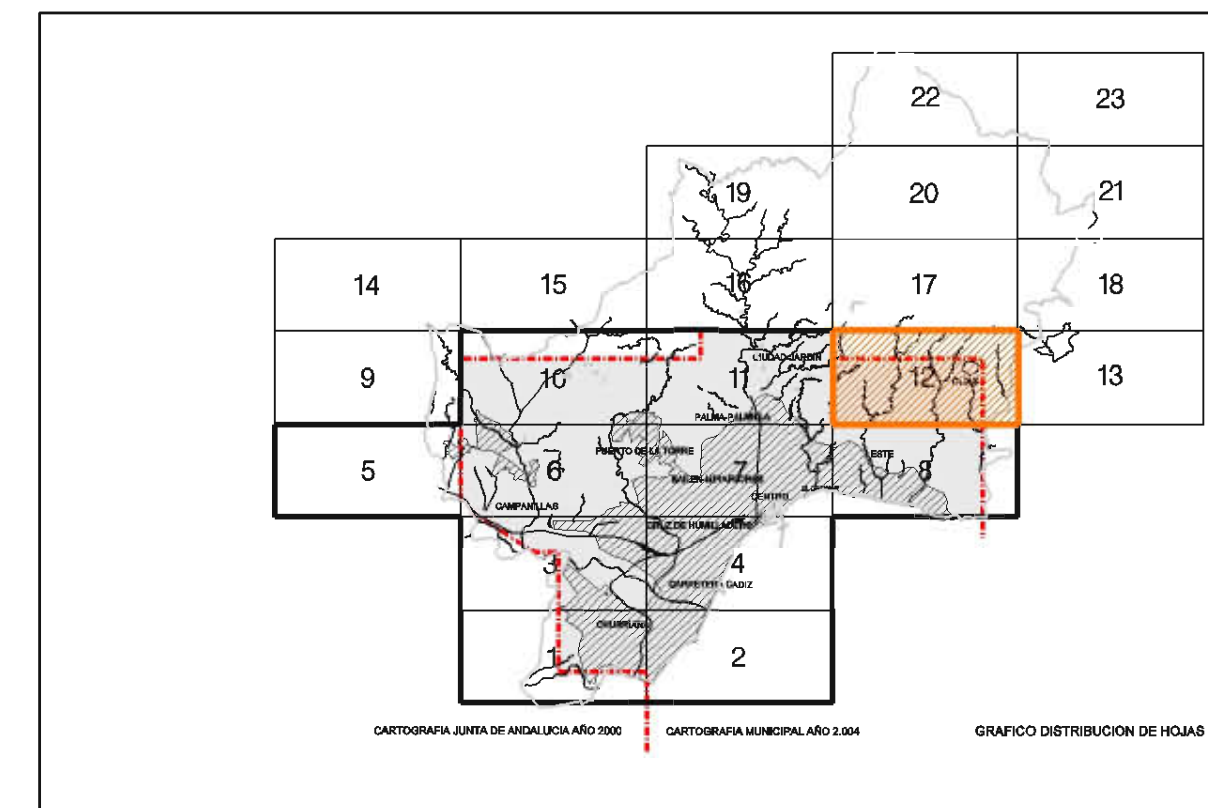 22
23
19
20
21
14
15
16
17
18
CIUDAD JARDIN
9
10
11
12
OLIAS
13
PALMA-PALMILLA
PUERTO DE LA TORRE
ESTE
5
6
7
8
CENTRO
CAMPANILLAS
CRUZ DE HUMILLADERO
3
4
CHURRIANA
1
2
CARTOGRAFIA JUNTA DE ANDALUCIA AÑO 2000
CARTOGRAFIA MUNICIPAL AÑO 2.004
GRAFICO DISTRIBUCION DE HOJAS